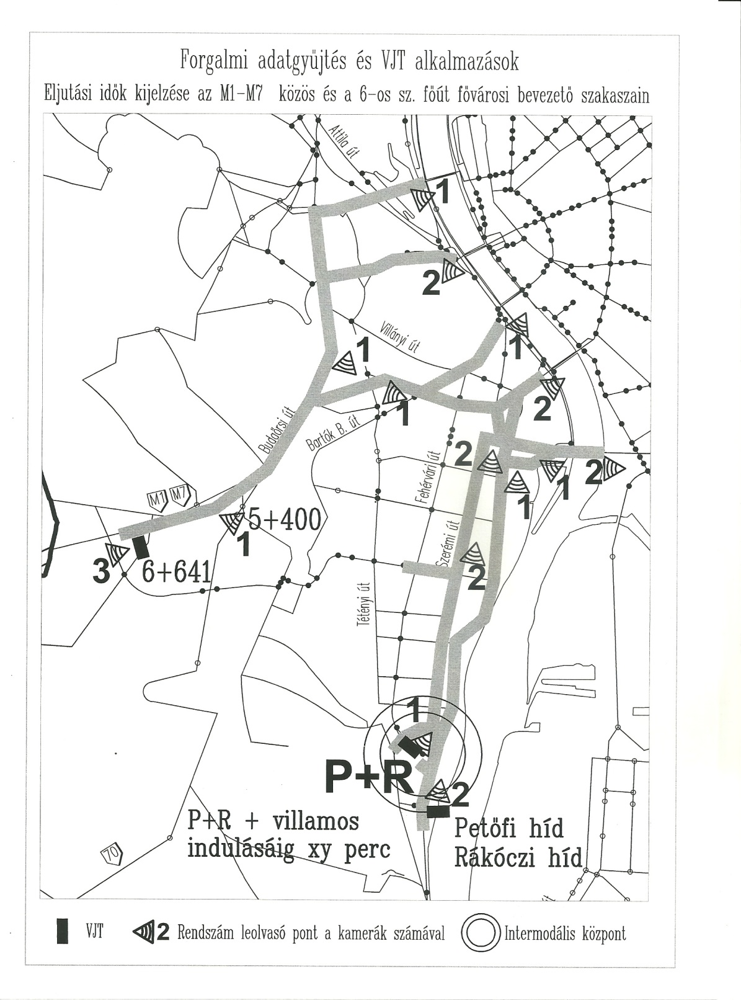 Forgalmi adatgyűjtés és VJT alkalmazások
Eljutási idők kijelzése az M1-M7 közös és a 6-os sz. főút fővárosi bevezető szakaszain
Attila út
1
2
Villányi út
1
1
1
2
Budaörsi út
Bartók B. út
Fehérvári út
2
1
1
2
M1 M7
5+400
1
3
6+641
Szerémi út
2
Tétényi út
1
P+R
2
P+R + villamos
indulásáig xy perc
Petőfi híd
Rákóczi híd
70
VJT
2 Rendszám leolvasó pont a kamerák számával
Intermodális központ